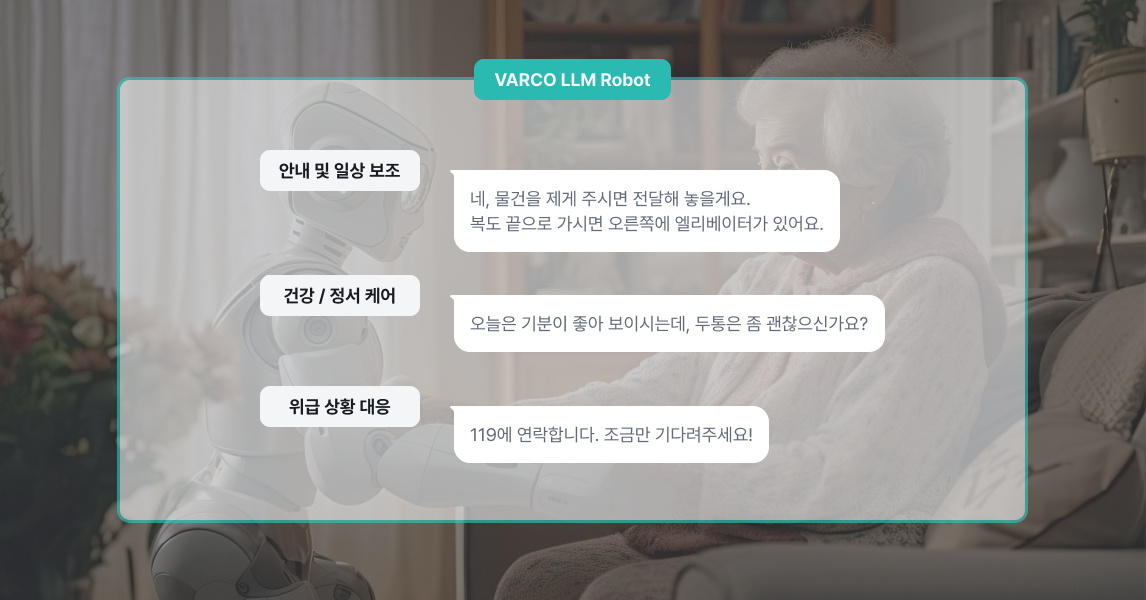 VARCO LLM Robot
안내 및 일상 보조
네, 물건을 제게 주시면 전달해 놓을게요.
복도 끝으로 가시면 오른쪽에 엘리베이터가 있어요.
건강 / 정서 케어
오늘은 기분이 좋아 보이시는데, 두통은 좀 괜찮으신가요?
위급 상황 대응
119에 연락합니다. 조금만 기다려주세요!